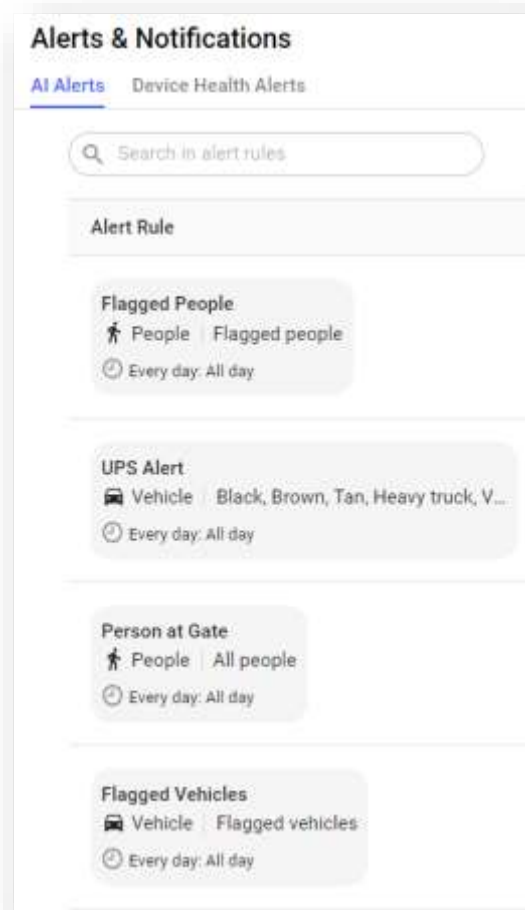 Alerts & Notifications
AI Alerts Device Health Alerts
Search in alert rules
Alert Rule
Flagged People
People | Flagged people
Every day: All day
UPS Alert
Vehicle | Black, Brown, Tan, Heavy truck, V...
Every day: All day
Person at Gate
People | All people
Every day: All day
Flagged Vehicles
Vehicle | Flagged vehicles
Every day: All day